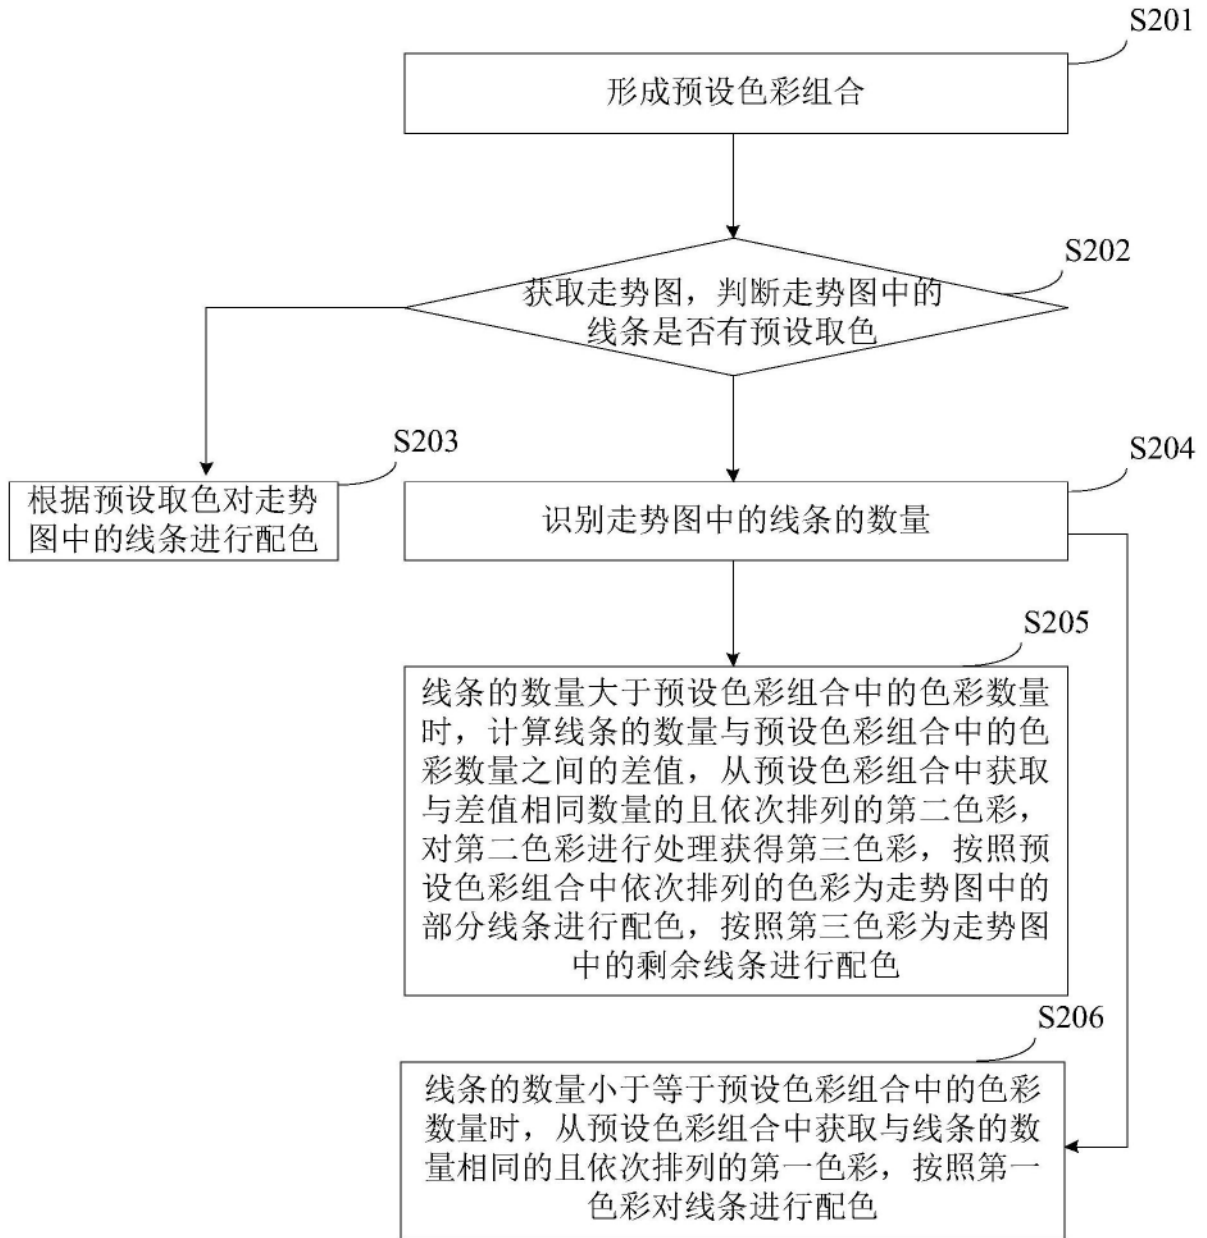 S201
形成预设色彩组合
S202
获取走势图，判断走势图中的
线条是否有预设取色
S203
根据预设取色对走势
图中的线条进行配色
S204
识别走势图中的线条的数量
S205
线条的数量大于预设色彩组合中的色彩数量
时，计算线条的数量与预设色彩组合中的色
彩数量之间的差值，从预设色彩组合中获取
与差值相同数量的且依次排列的第二色彩，
对第二色彩进行处理获得第三色彩，按照预
设色彩组合中依次排列的色彩为走势图中的
部分线条进行配色，按照第三色彩为走势图
中的剩余线条进行配色
S206
线条的数量小于等于预设色彩组合中的色彩
数量时，从预设色彩组合中获取与线条的数
量相同的且依次排列的第一色彩，按照第一
色彩对线条进行配色